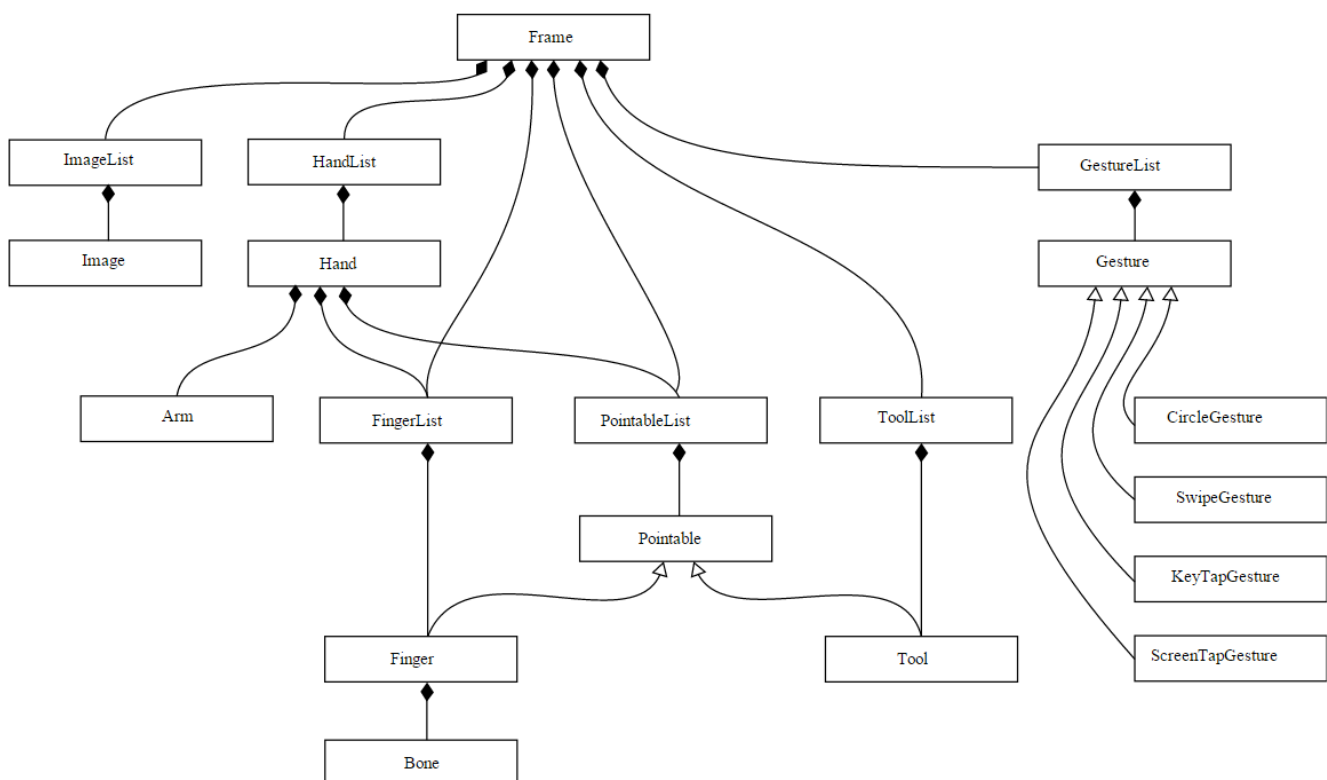 Frame
ImageList
HandList
GestureList
Image
Hand
Gesture
Arm
FingerList
PointableList
ToolList
CircleGesture
SwipeGesture
Pointable
KeyTapGesture
Finger
Tool
ScreenTapGesture
Bone